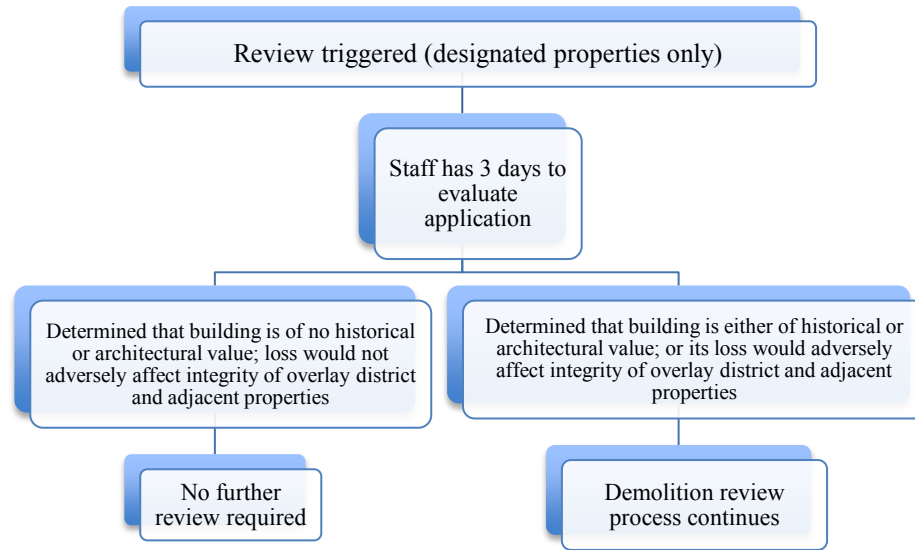 Review triggered (designated properties only)
Staff has 3 days to
evaluate
application
Determined that building is of no historical
or architectural value; loss would not
adversely affect integrity of overlay district
and adjacent properties
Determined that building is either of historical or
architectural value; or its loss would adversely
affect integrity of overlay district and adjacent
properties
No further
review required
Demolition review
process continues